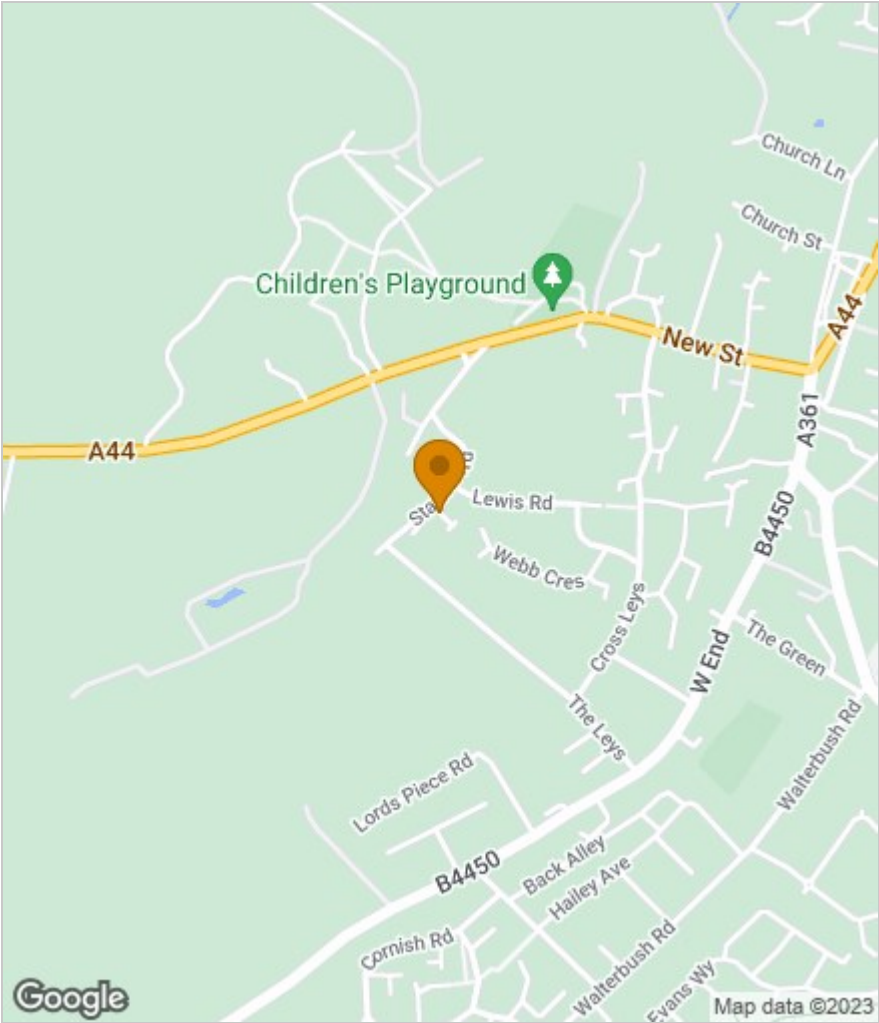 Church Ln
Church St
Children's Playground
A44
New St
A44
A361
Lewis Rd
B4450
Webb Cres
Cross Leys
The Green
W End
The Leys
Walterbush Rd
Lords Piece Rd
B4450
Back Alley
Hailey Ave
Cornish Rd
Walterbush Rd
Evans Wy
Google
Map data ©2023